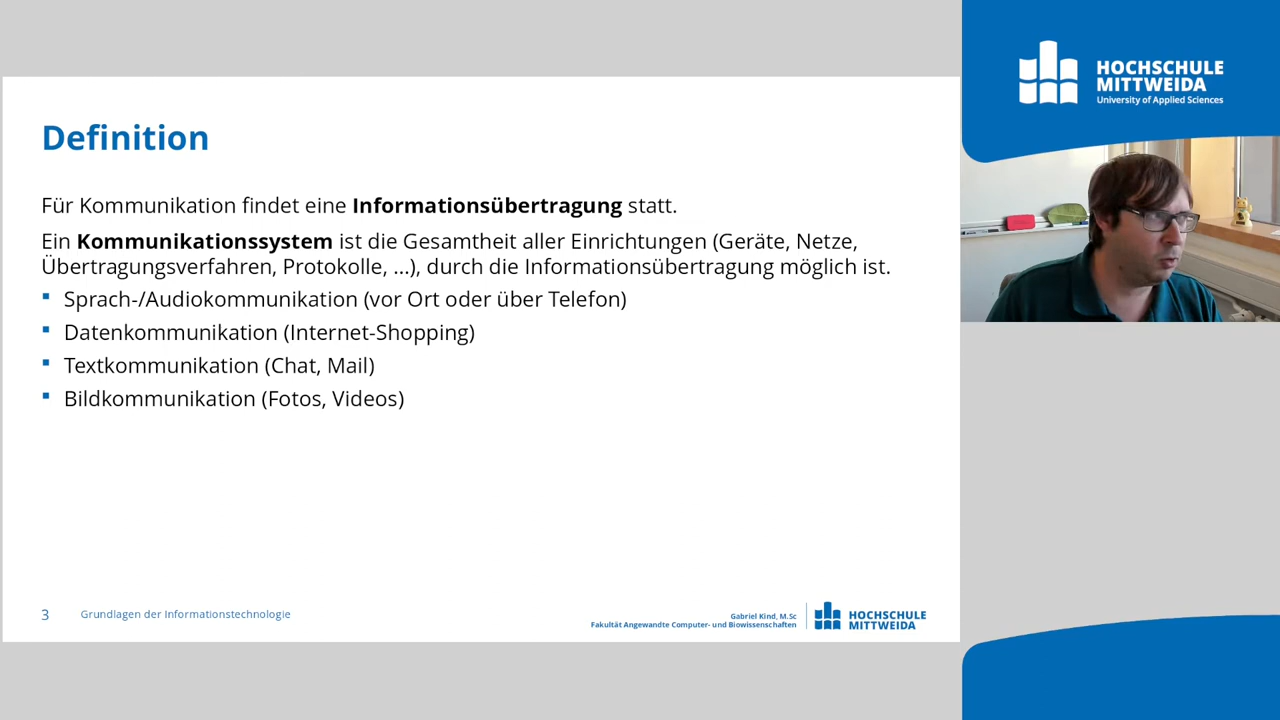 Definition
Für Kommunikation findet eine Informationsübertragung statt.
Ein Kommunikationssystem ist die Gesamtheit aller Einrichtungen (Geräte, Netze,
Übertragungsverfahren, Protokolle, ...), durch die Informationsübertragung möglich ist.
Sprach-/Audiokommunikation (vor Ort oder über Telefon)
Datenkommunikation (Internet-Shopping)
Textkommunikation (Chat, Mail)
Bildkommunikation (Fotos, Videos)
3
Grundlagen der Informationstechnologie
Gabriel Kind, M.Sc
Fakultät Angewandte Computer- und Biowissenschaften
HOCHSCHULE
MITTWEIDA
HOCHSCHULE
MITTWEIDA
University of Applied Sciences